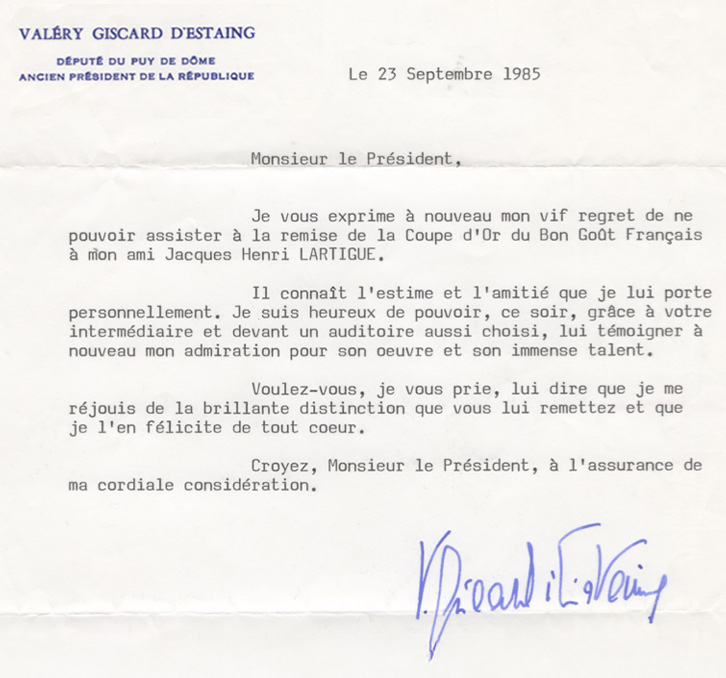 VALÉRY GISCARD D'ESTAING
DÉPUTÉ DU PUY DE DÔME
ANCIEN PRÉSIDENT DE LA RÉPUBLIQUE
Le 23 Septembre 1985
Monsieur le Président,
Je vous exprime à nouveau mon vif regret de ne
pouvoir assister à la remise de la Coupe d'Or du Bon Goût Français
à mon ami Jacques Henri LARTIGUE.
Il connaît l'estime et l'amitié que je lui porte
personnellement. Je suis heureux de pouvoir, ce soir, grâce à votre
intermédiaire et devant un auditoire aussi choisi, lui témoigner à
nouveau mon admiration pour son oeuvre et son immense talent.
Voulez-vous, je vous prie, lui dire que je me
réjouis de la brillante distinction que vous lui remettez et que
je l'en félicite de tout coeur.
Croyez, Monsieur le Président, à l'assurance de
ma cordiale considération.
V. Giscard d'Estaing